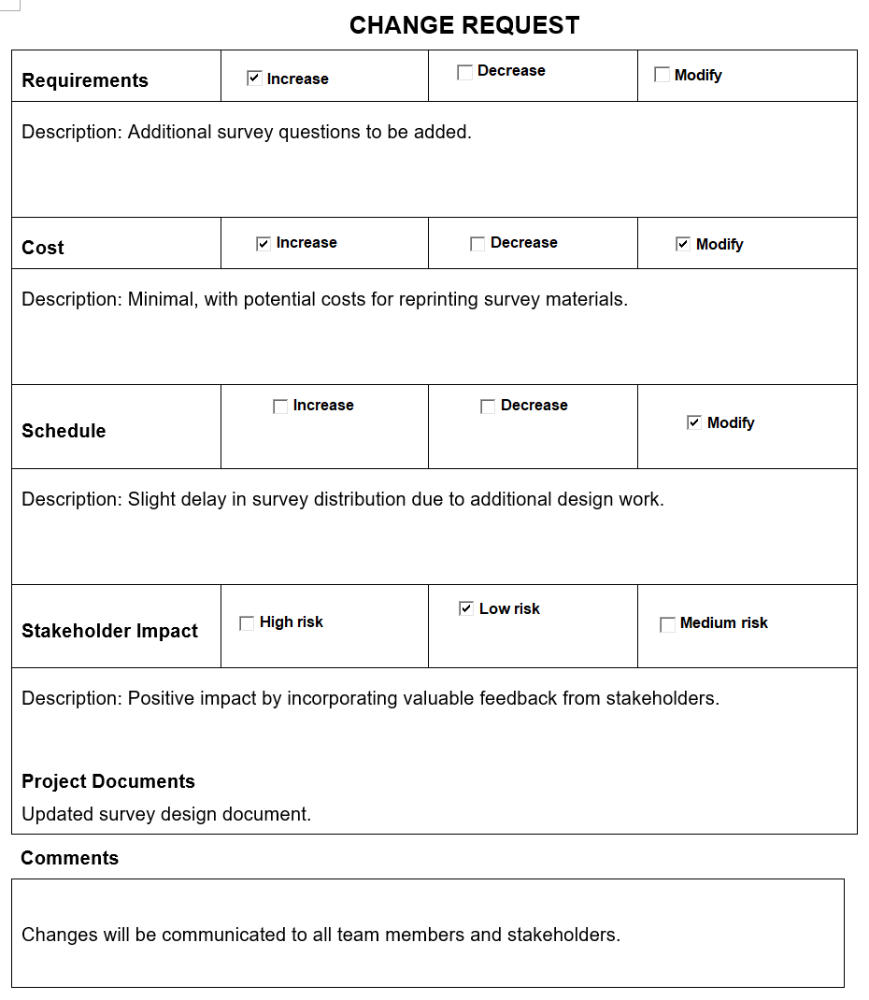 CHANGE REQUEST
Requirements Increase Decrease Modify
Description: Additional survey questions to be added.
Cost Increase Decrease Modify
Description: Minimal, with potential costs for reprinting survey materials.
Schedule Increase Decrease Modify
Description: Slight delay in survey distribution due to additional design work.
Stakeholder Impact High risk Low risk Medium risk
Description: Positive impact by incorporating valuable feedback from stakeholders.
Project Documents
Updated survey design document.
Comments
Changes will be communicated to all team members and stakeholders.